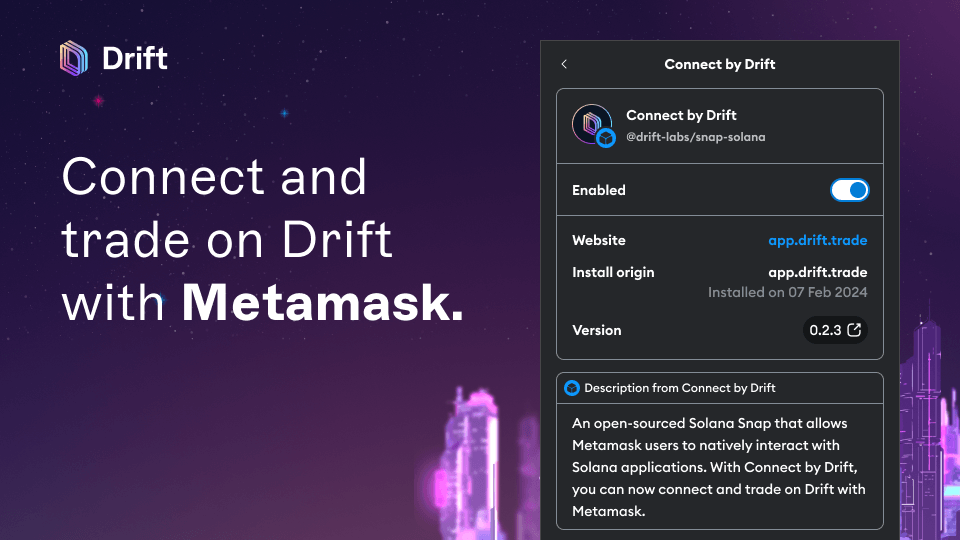 Drift
Connect and
trade on Drift
with Metamask.
Connect by Drift
Connect by Drift
@drift-labs/snap-solana
Enabled
Website app.drift.trade
Install origin app.drift.trade
Installed on 07 Feb 2024
Version 0.2.3
Description from Connect by Drift
An open-sourced Solana Snap that allows
Metamask users to natively interact with
Solana applications. With Connect by Drift,
you can now connect and trade on Drift with
Metamask.